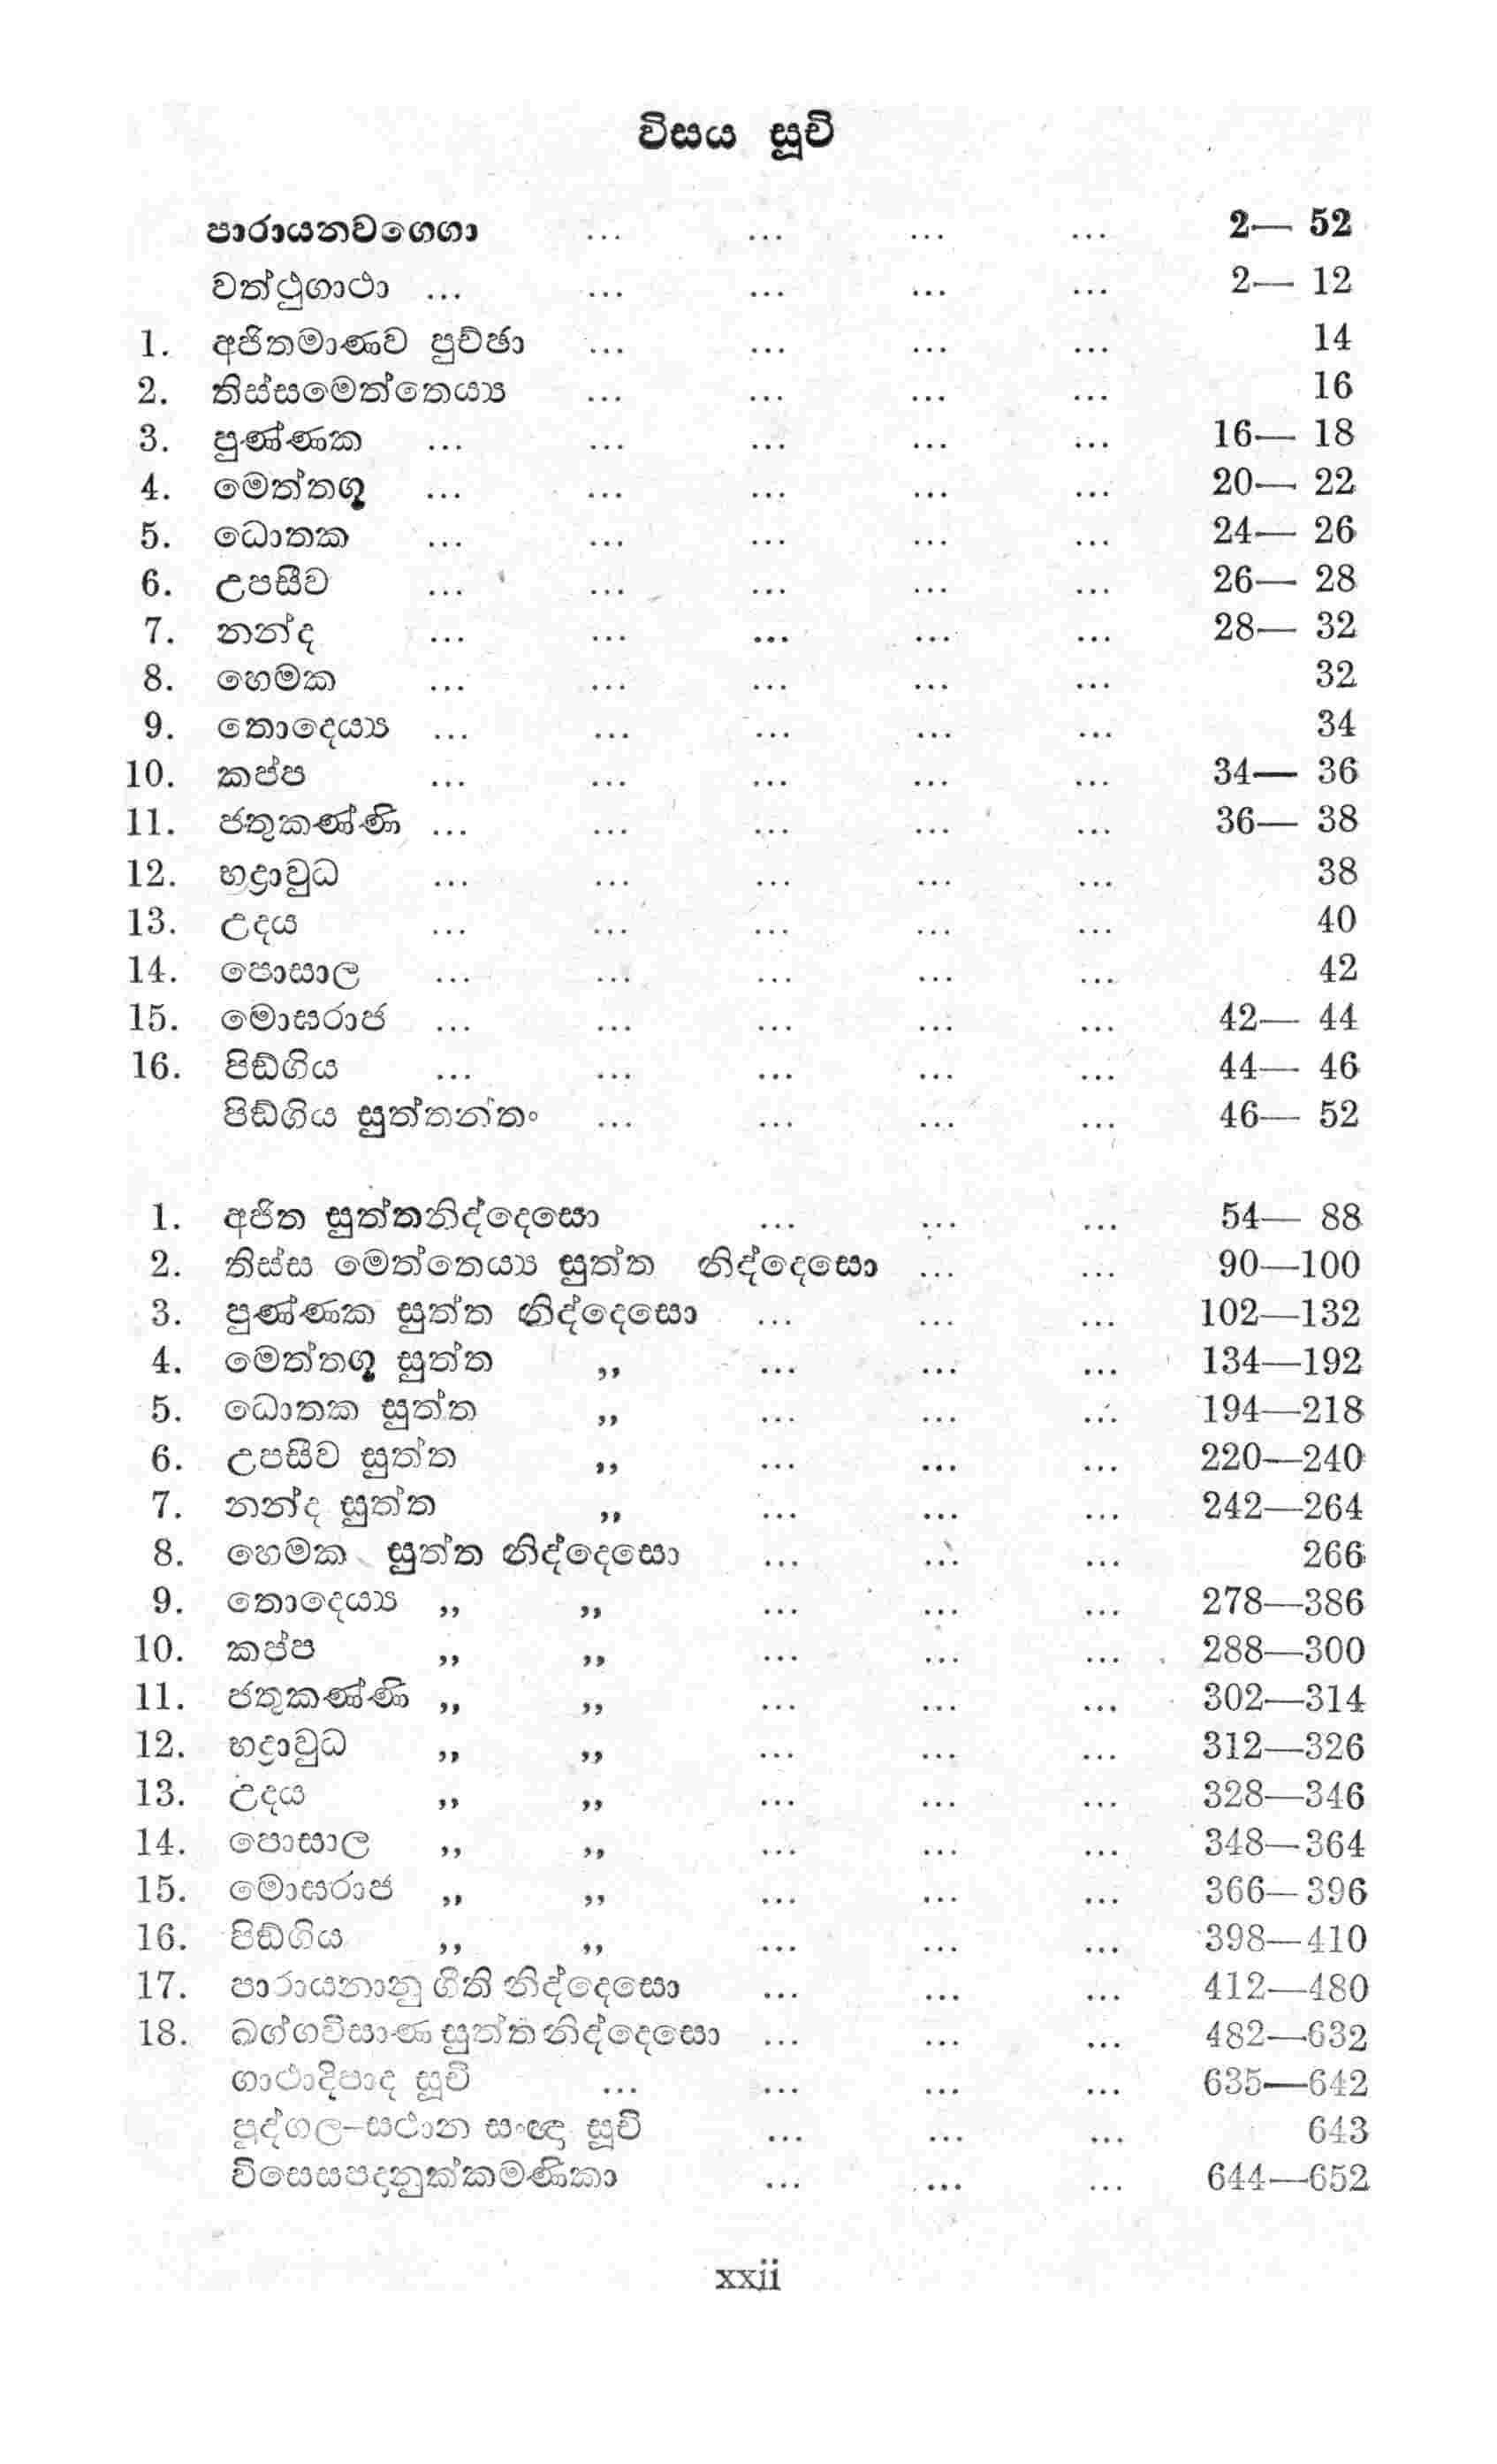 විසය සූචි
පාරායනවග‍ෙගා ... ... ... ... 2— 52
වත්ථුගාථා ... ... ... ... ... 2— 12
1. අජිතමාණව පුච්ඡා ... ... ... ... 14
2. තිස්සමෙත්තෙය්‍ය ... ... ... ... 16
3. පුණ්ණක ... ... ... ... ... 16— 18
4. මෙත්තගූ ... ... ... ... ... 20— 22
5. ධොතක ... ... ... ... ... 24— 26
6. උපසීව ... ... ... ... ... 26— 28
7. නන්ද ... ... ... ... ... 28— 32
8. හෙමක ... ... ... ... ... 32
9. තොදෙය්‍ය ... ... ... ... ... 34
10. කප්ප ... ... ... ... ... 34— 36
11. ජතුකණ්ණි ... ... ... ... ... 36— 38
12. භද්‍රාවුධ ... ... ... ... ... 38
13. උදය ... ... ... ... ... 40
14. පොසාල ... ... ... ... ... 42
15. මොඝරාජ ... ... ... ... ... 42— 44
16. පිඞ්ගිය ... ... ... ... ... 44— 46
පිඞ්ගිය සුත්තන්තං ... ... ... ... 46— 52
1. අජිත සුත්තනිද්දෙසො ... ... ... 54— 88
2. තිස්ස මෙත්තෙය්‍ය සුත්ත නිද්දෙසො ... ... 90—100
3. පුණ්ණක සුත්ත නිද්දෙසො ... ... ... 102—132
4. මෙත්තගූ සුත්ත ,, ... ... ... 134—192
5. ධොතක සුත්ත ,, ... ... ... 194—218
6. උපසීව සුත්ත ,, ... ... ... 220—240
7. නන්ද සුත්ත ,, ... ... ... 242—264
8. හෙමක සුත්ත නිද්දෙසො ... ... ... 266
9. තොදෙය්‍ය ,, ,, ... ... ... 278—386
10. කප්ප ,, ,, ... ... ... 288—300
11. ජතුකණ්ණි ,, ,, ... ... ... 302—314
12. භද්‍රාවුධ ,, ,, ... ... ... 312—326
13. උදය ,, ,, ... ... ... 328—346
14. පොසාල ,, ,, ... ... ... 348—364
15. මොඝරාජ ,, ,, ... ... ... 366—396
16. පිඞ්ගිය ,, ,, ... ... ... 398—410
17. පාරායනානු ගීති නිද්දෙසො ... ... ... 412—480
18. ඛග්ගවිසාණ සුත්ත නිද්දෙසො ... ... ... 482—632
ගාථාදිපාද සූචි ... ... ... ... 635—642
පුද්ගල–සථාන සංඥා සූචි ... ... ... 643
විසෙසපදානුක්කමණිකා ... ... ... 644—652
xxii